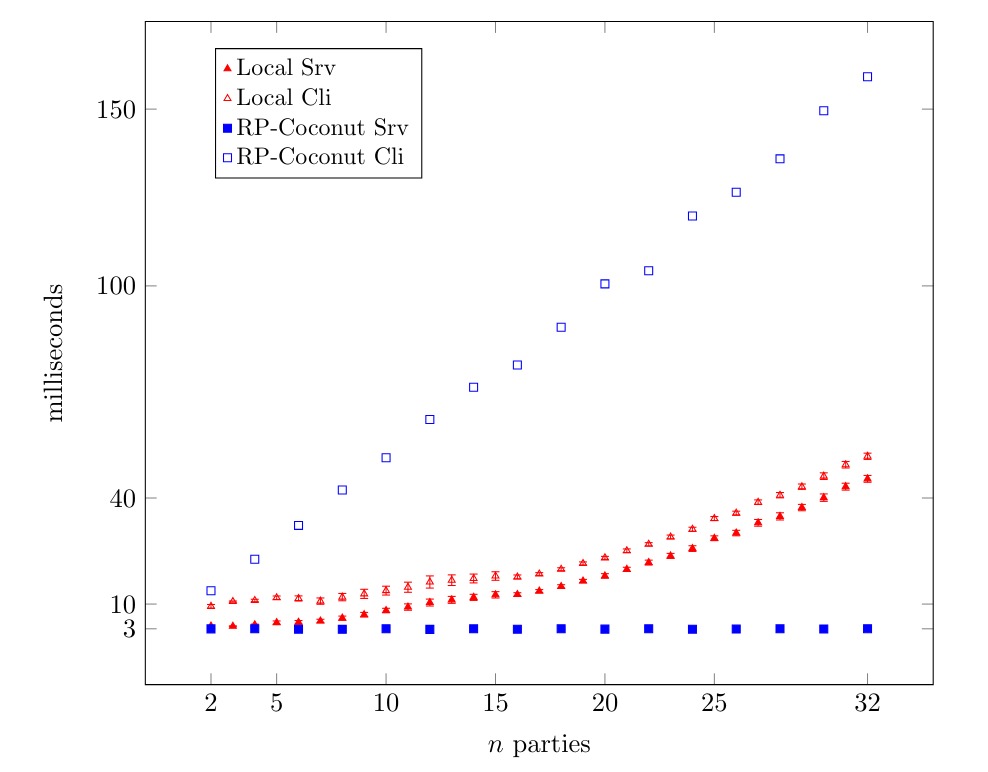 Local Srv
Local Cli
RP-Coconut Srv
RP-Coconut Cli
150
100
40
10
3
milliseconds
2 5 10 15 20 25 32
n parties